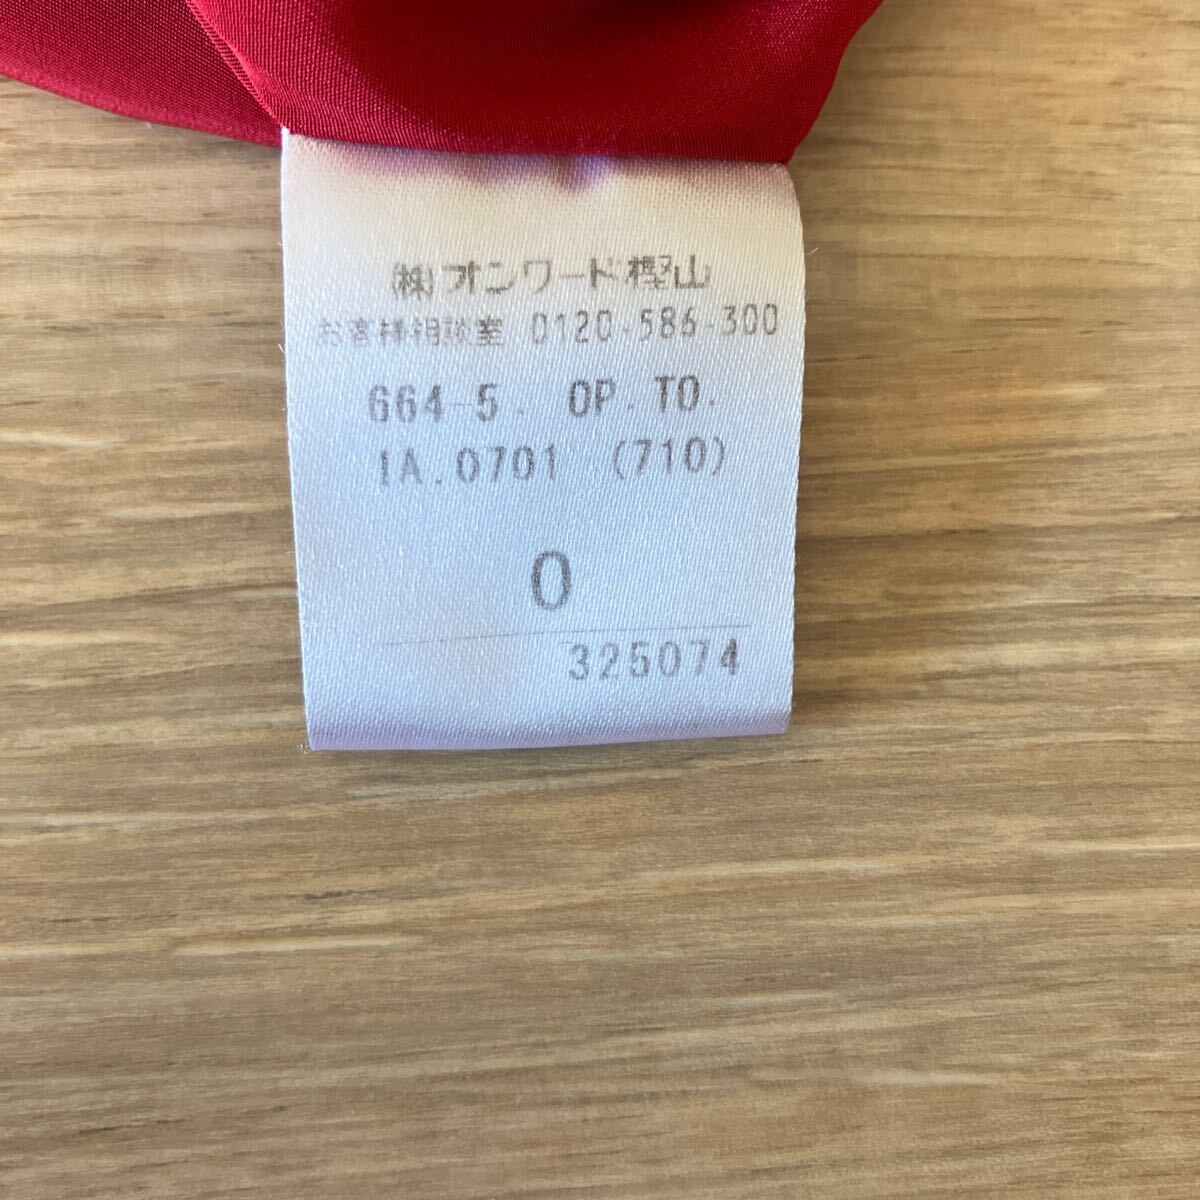 (株)オンワード樫山
お客様相談室 0120-586-300
664-5. OP. TO.
IA.0701 (710)
0
325074